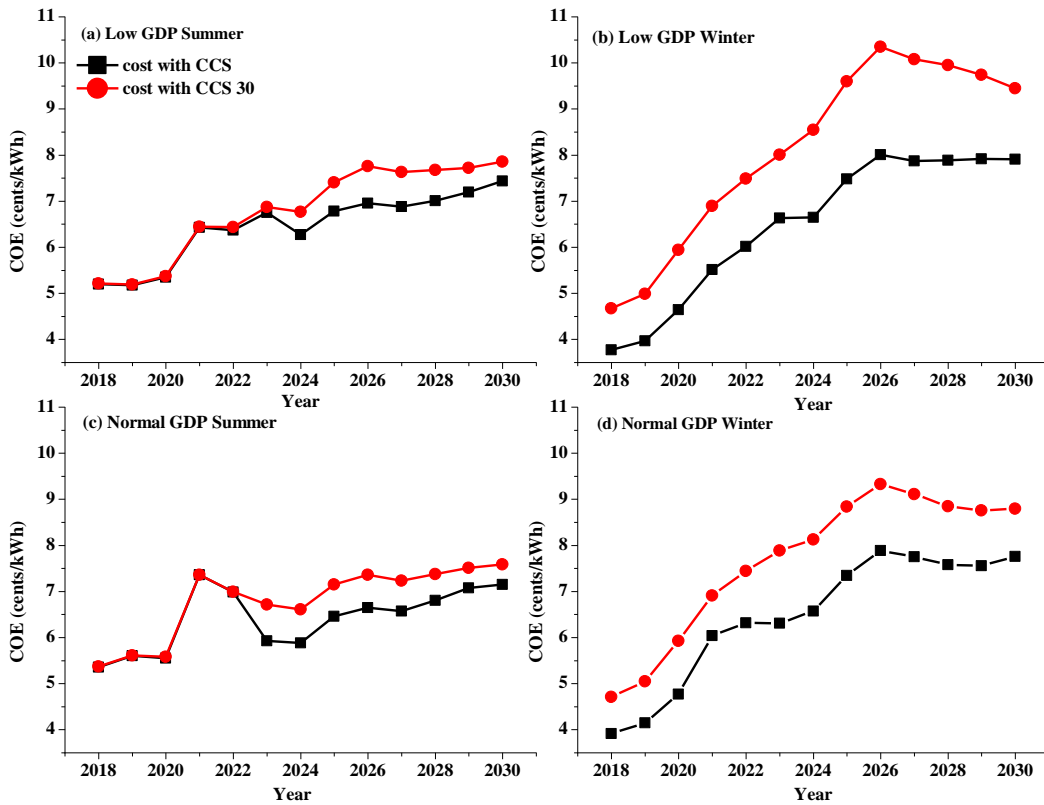 (a) Low GDP Summer
cost with CCS
cost with CCS 30
11
10
9
8
7
6
5
4
COE (cents/kWh)
2018 2020 2022 2024 2026 2028 2030
Year
(b) Low GDP Winter
11
10
9
8
7
6
5
4
COE (cents/kWh)
2018 2020 2022 2024 2026 2028 2030
Year
(c) Normal GDP Summer
11
10
9
8
7
6
5
4
COE (cents/kWh)
2018 2020 2022 2024 2026 2028 2030
Year
(d) Normal GDP Winter
11
10
9
8
7
6
5
4
COE (cents/kWh)
2018 2020 2022 2024 2026 2028 2030
Year